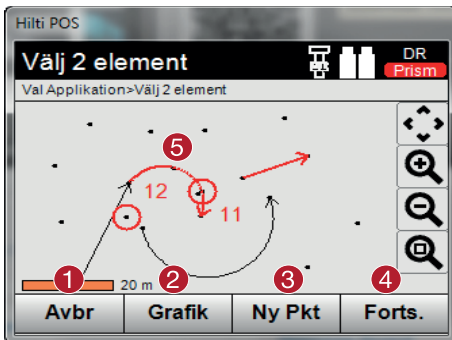 Hilti POS
Välj 2 element
DR
Prism
Val Applikation>Välj 2 element
5
12
11
1
20 m
2
3
4
Avbr
Grafik
Ny Pkt
Forts.